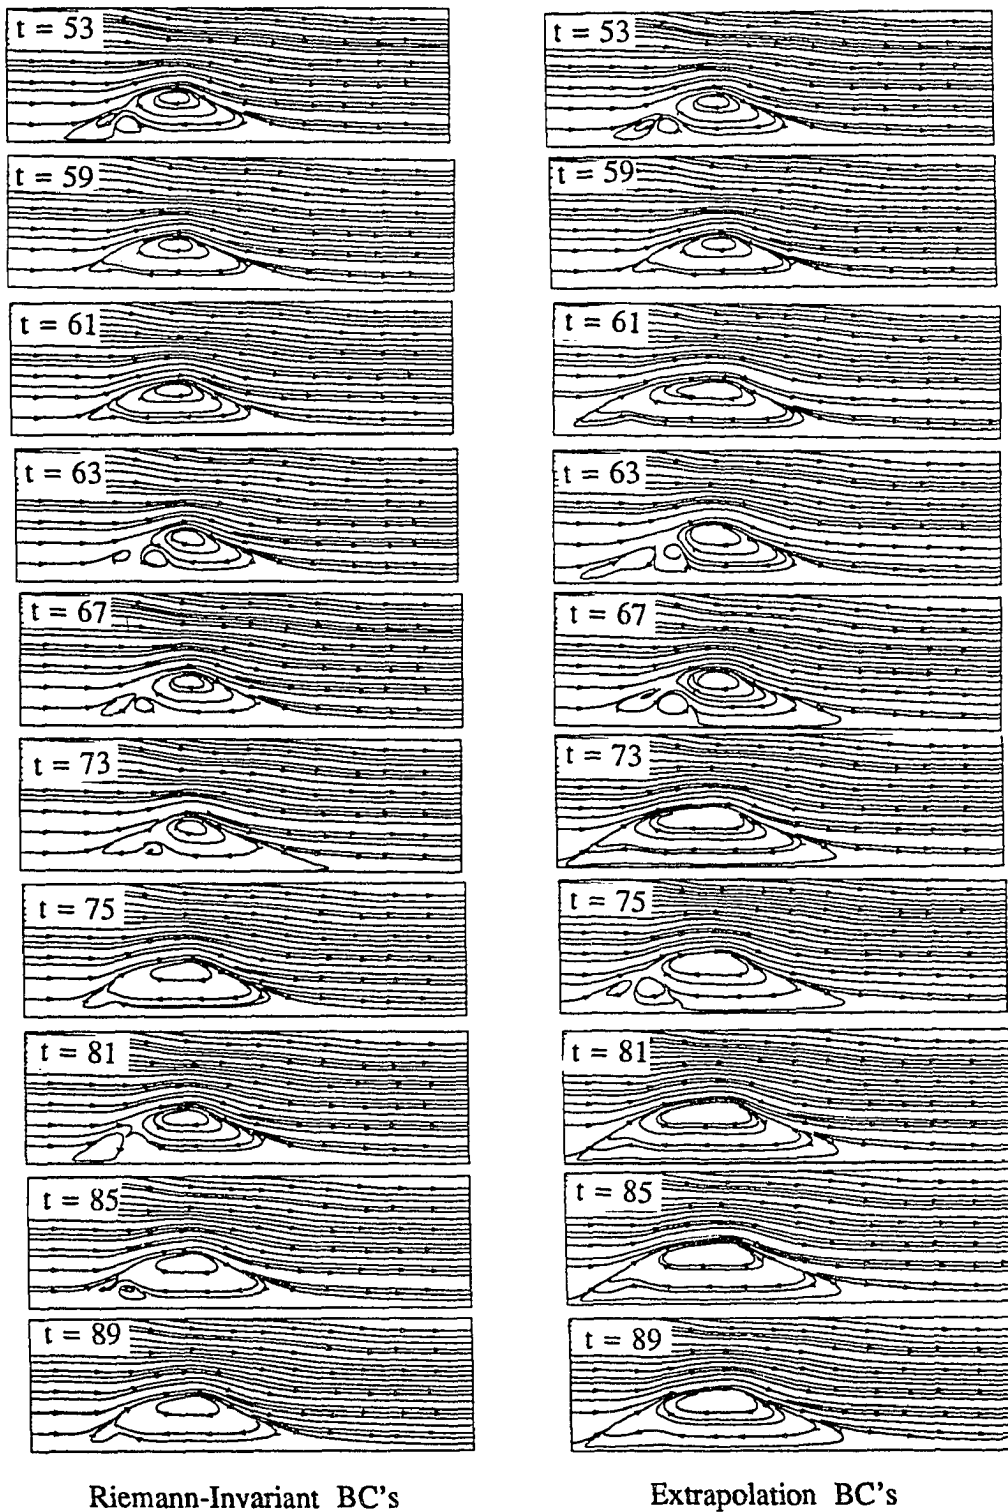 t = 53
t = 53
t = 59
t = 59
t = 61
t = 61
t = 63
t = 63
t = 67
t = 67
t = 73
t = 73
t = 75
t = 75
t = 81
t = 81
t = 85
t = 85
t = 89
t = 89
Riemann-Invariant BC's
Extrapolation BC's